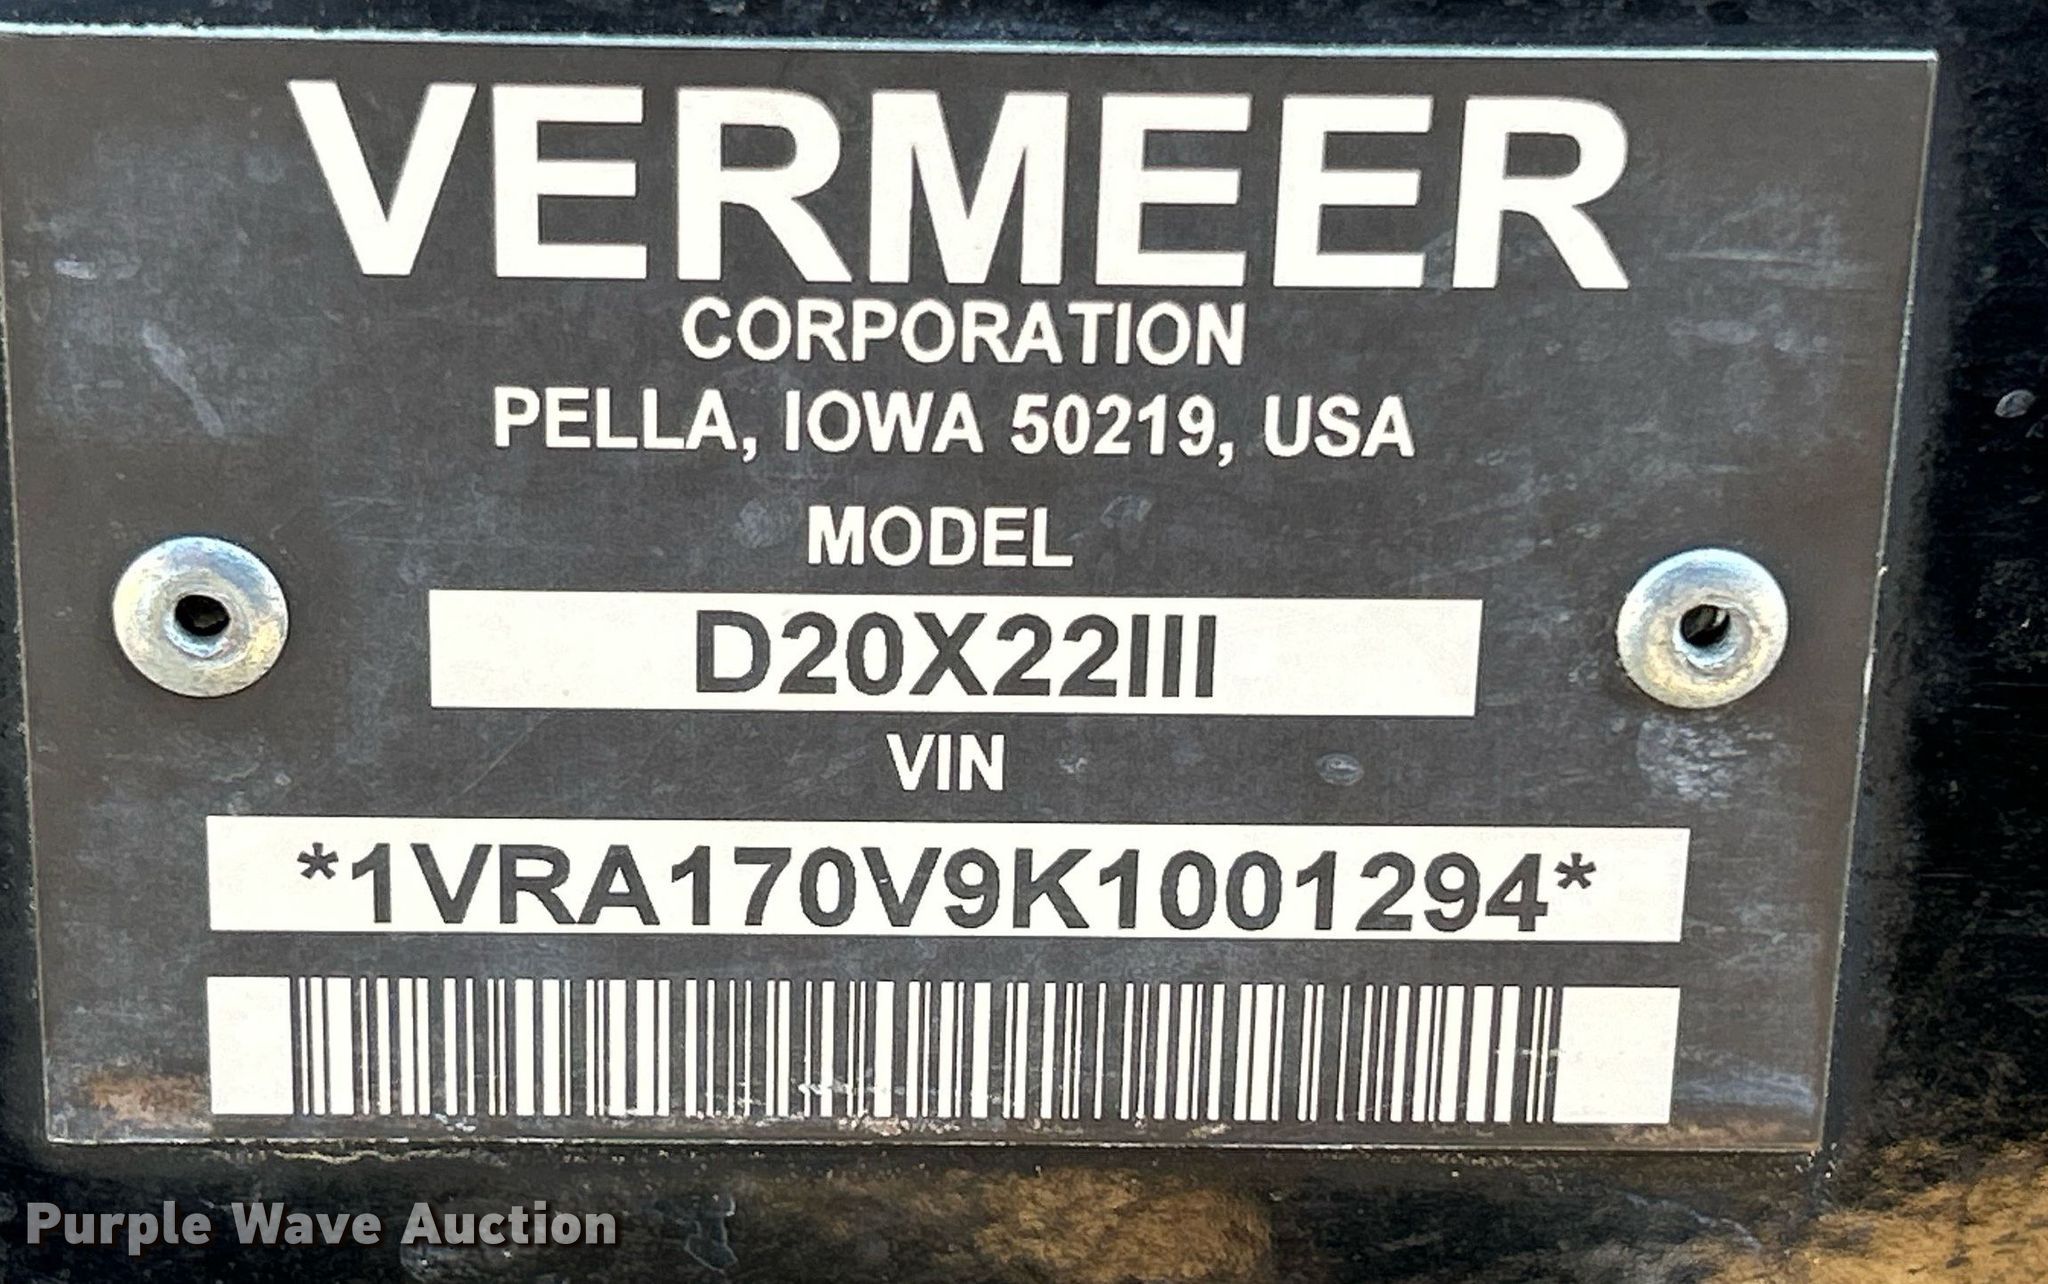 VERMEER
CORPORATION
PELLA, IOWA 50219, USA
MODEL
D20X22III
VIN
*1VRA170V9K1001294*
Purple Wave Auction